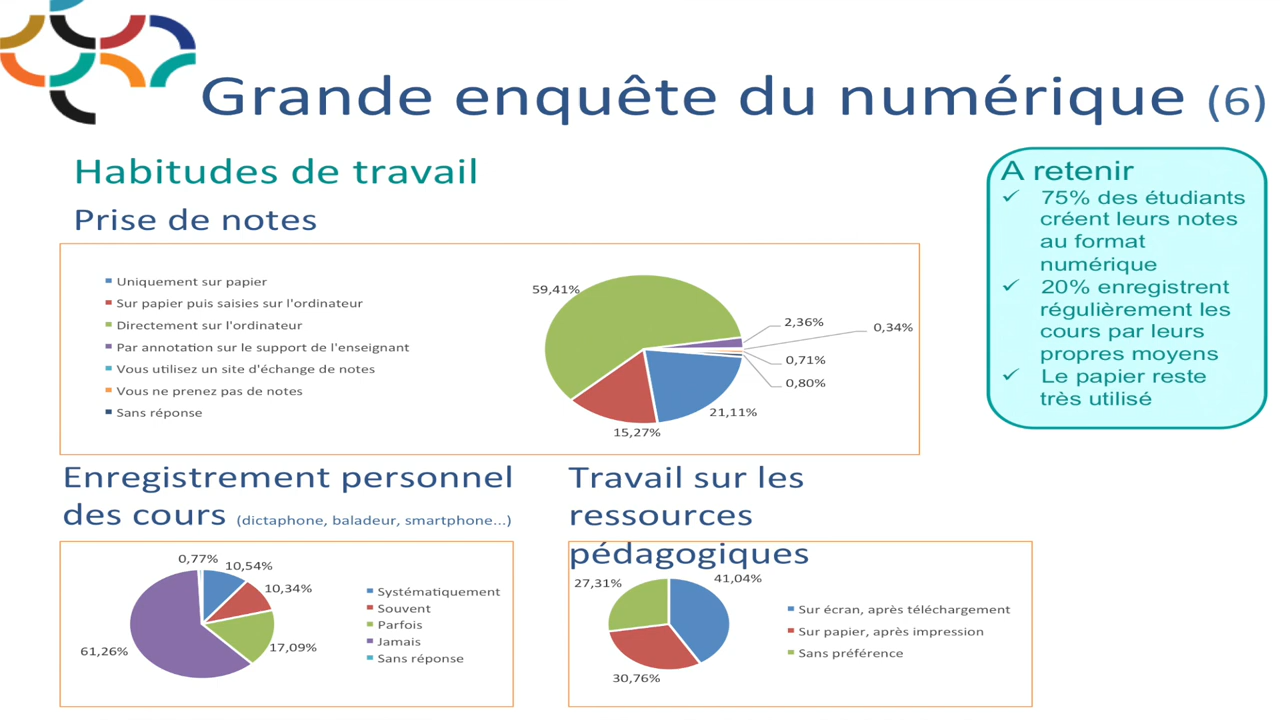 Grande enquête du numérique (6)
Habitudes de travail
Prise de notes
Uniquement sur papier
Sur papier puis saisies sur l'ordinateur
Directement sur l'ordinateur
Par annotation sur le support de l'enseignant
Vous utilisez un site d'échange de notes
Vous ne prenez pas de notes
Sans réponse
59,41%
2,36%
0,34%
0,71%
0,80%
21,11%
15,27%
A retenir
75% des étudiants
créent leurs notes
au format
numérique
20% enregistrent
régulièrement les
cours par leurs
propres moyens
Le papier reste
très utilisé
Enregistrement personnel
des cours (dictaphone, baladeur, smartphone...)
0,77%
10,54%
10,34%
17,09%
61,26%
Systématiquement
Souvent
Parfois
Jamais
Sans réponse
Travail sur les
ressources
pédagogiques
27,31%
41,04%
30,76%
Sur écran, après téléchargement
Sur papier, après impression
Sans préférence